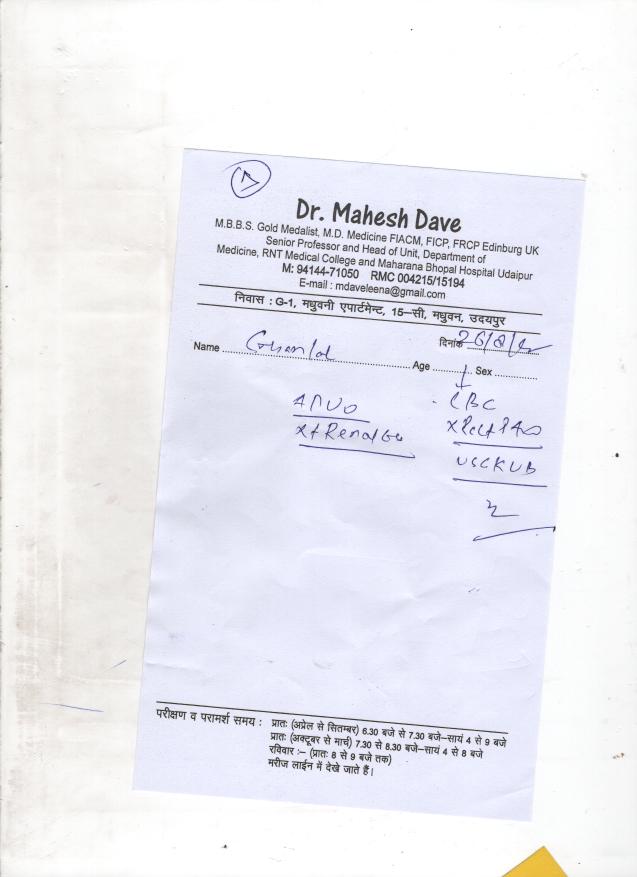 Dr. Mahesh Dave
M.B.B.S. Gold Medalist, M.D. Medicine FIACM, FICP, FRCP Edinburg UK
Senior Professor and Head of Unit, Department of
Medicine, RNT Medical College and Maharana Bhopal Hospital Udaipur
M: 94144-71050 RMC 004215/15194
E-mail : mdaveleena@gmail.com
निवास : G-1, मधुवनी एपार्टमेन्ट, 15-सी, मधुवन, उदयपुर
दिनांक
Name Age Sex
CBC
USG KUB
परीक्षण व परामर्श समय : प्रातः (अप्रेल से सितम्बर) 6.30 बजे से 7.30 बजे-सायं 4 से 9 बजे
प्रातः (अक्टूबर से मार्च) 7.30 से 8.30 बजे-सायं 4 से 8 बजे
रविवार :- (प्रातः 8 से 9 बजे तक)
मरीज लाईन में देखे जाते हैं।